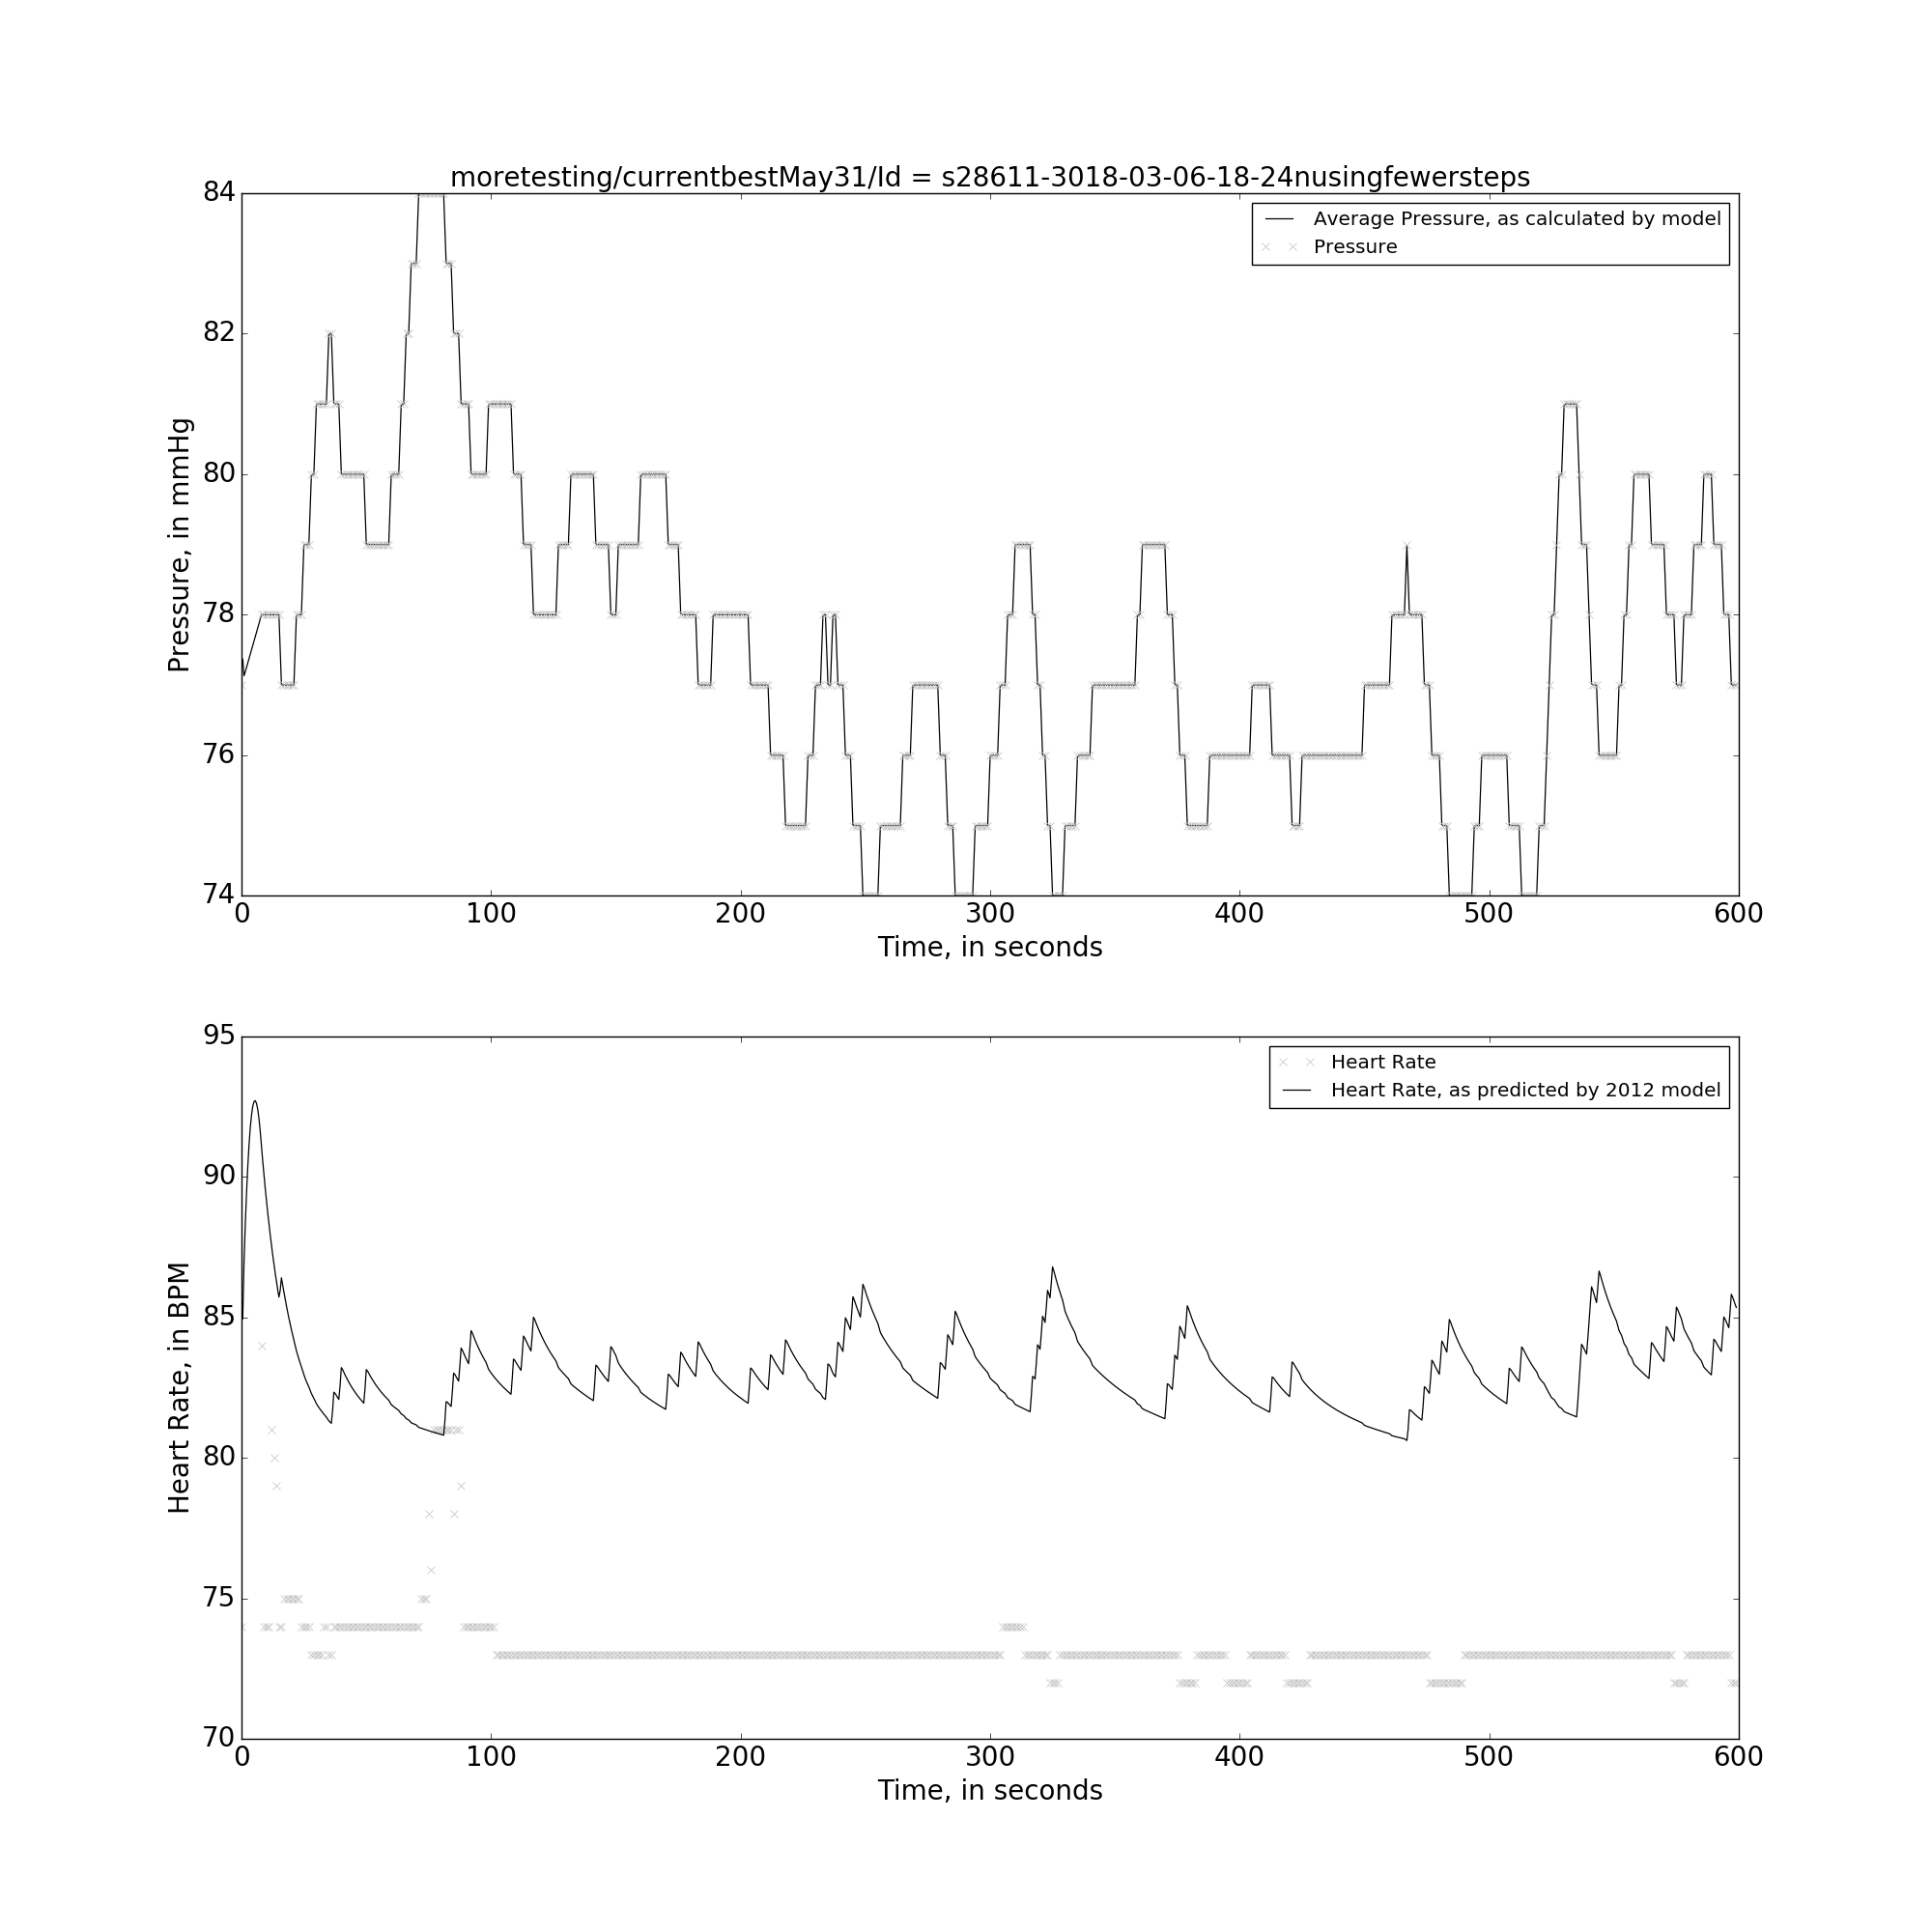 moretesting/currentbestMay31/Id = s28611-3018-03-06-18-24nusingfewersteps
84
82
80
78
76
74
Pressure, in mmHg
Average Pressure, as calculated by model
Pressure
0 100 200 300 400 500 600
Time, in seconds
95
90
85
80
75
70
Heart Rate, in BPM
Heart Rate
Heart Rate, as predicted by 2012 model
0 100 200 300 400 500 600
Time, in seconds